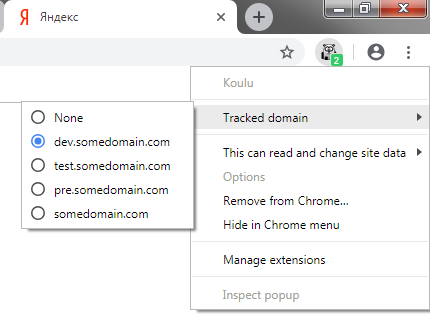 Я Яндекс
2
Koulu
Tracked domain
None
dev.somedomain.com
test.somedomain.com
pre.somedomain.com
somedomain.com
This can read and change site data
Options
Remove from Chrome...
Hide in Chrome menu
Manage extensions
Inspect popup